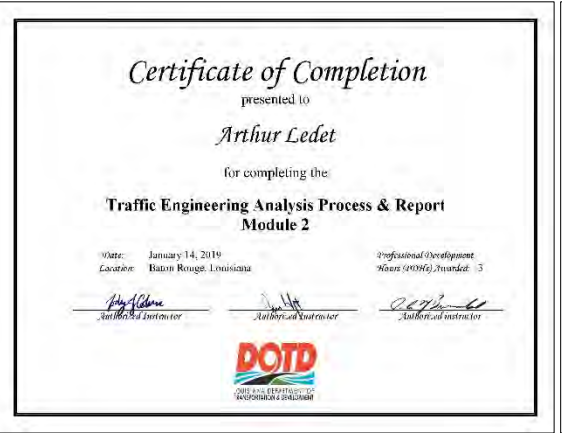 Certificate of Completion
presented to
Arthur Ledet
for completing the
Traffic Engineering Analysis Process & Report
Module 2
Date: January 14, 2019
Location: Baton Rouge, Louisiana
Professional Development
Hours (PDHs) Awarded: 3
Authorized Instructor Authorized Instructor Authorized Instructor
DOTD
LOUISIANA DEPARTMENT OF
TRANSPORTATION & DEVELOPMENT